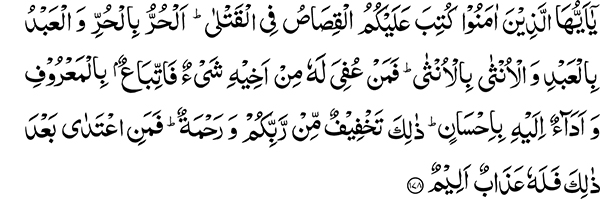 يٰۤاَيُّهَا الَّذِيْنَ اٰمَنُوْا كُتِبَ عَلَيْكُمُ الْقِصَاصُ فِى الْقَتْلٰى ؕ اَلْحُرُّ بِالْحُرِّ وَ الْعَبْدُ
بِالْعَبْدِ وَ الْاُنْثٰى بِالْاُنْثٰى ؕ فَمَنْ عُفِىَ لَهٗ مِنْ اَخِيْهِ شَىْءٌ فَاتِّبَاعٌۢ بِالْمَعْرُوْفِ
وَ اَدَآءٌ اِلَيْهِ بِاِحْسَانٍ ؕ ذٰلِكَ تَخْفِيْفٌ مِّنْ رَّبِّكُمْ وَ رَحْمَةٌ ؕ فَمَنِ اعْتَدٰى بَعْدَ
ذٰلِكَ فَلَهٗ عَذَابٌ اَلِيْمٌ ﴿۱۷۸﴾